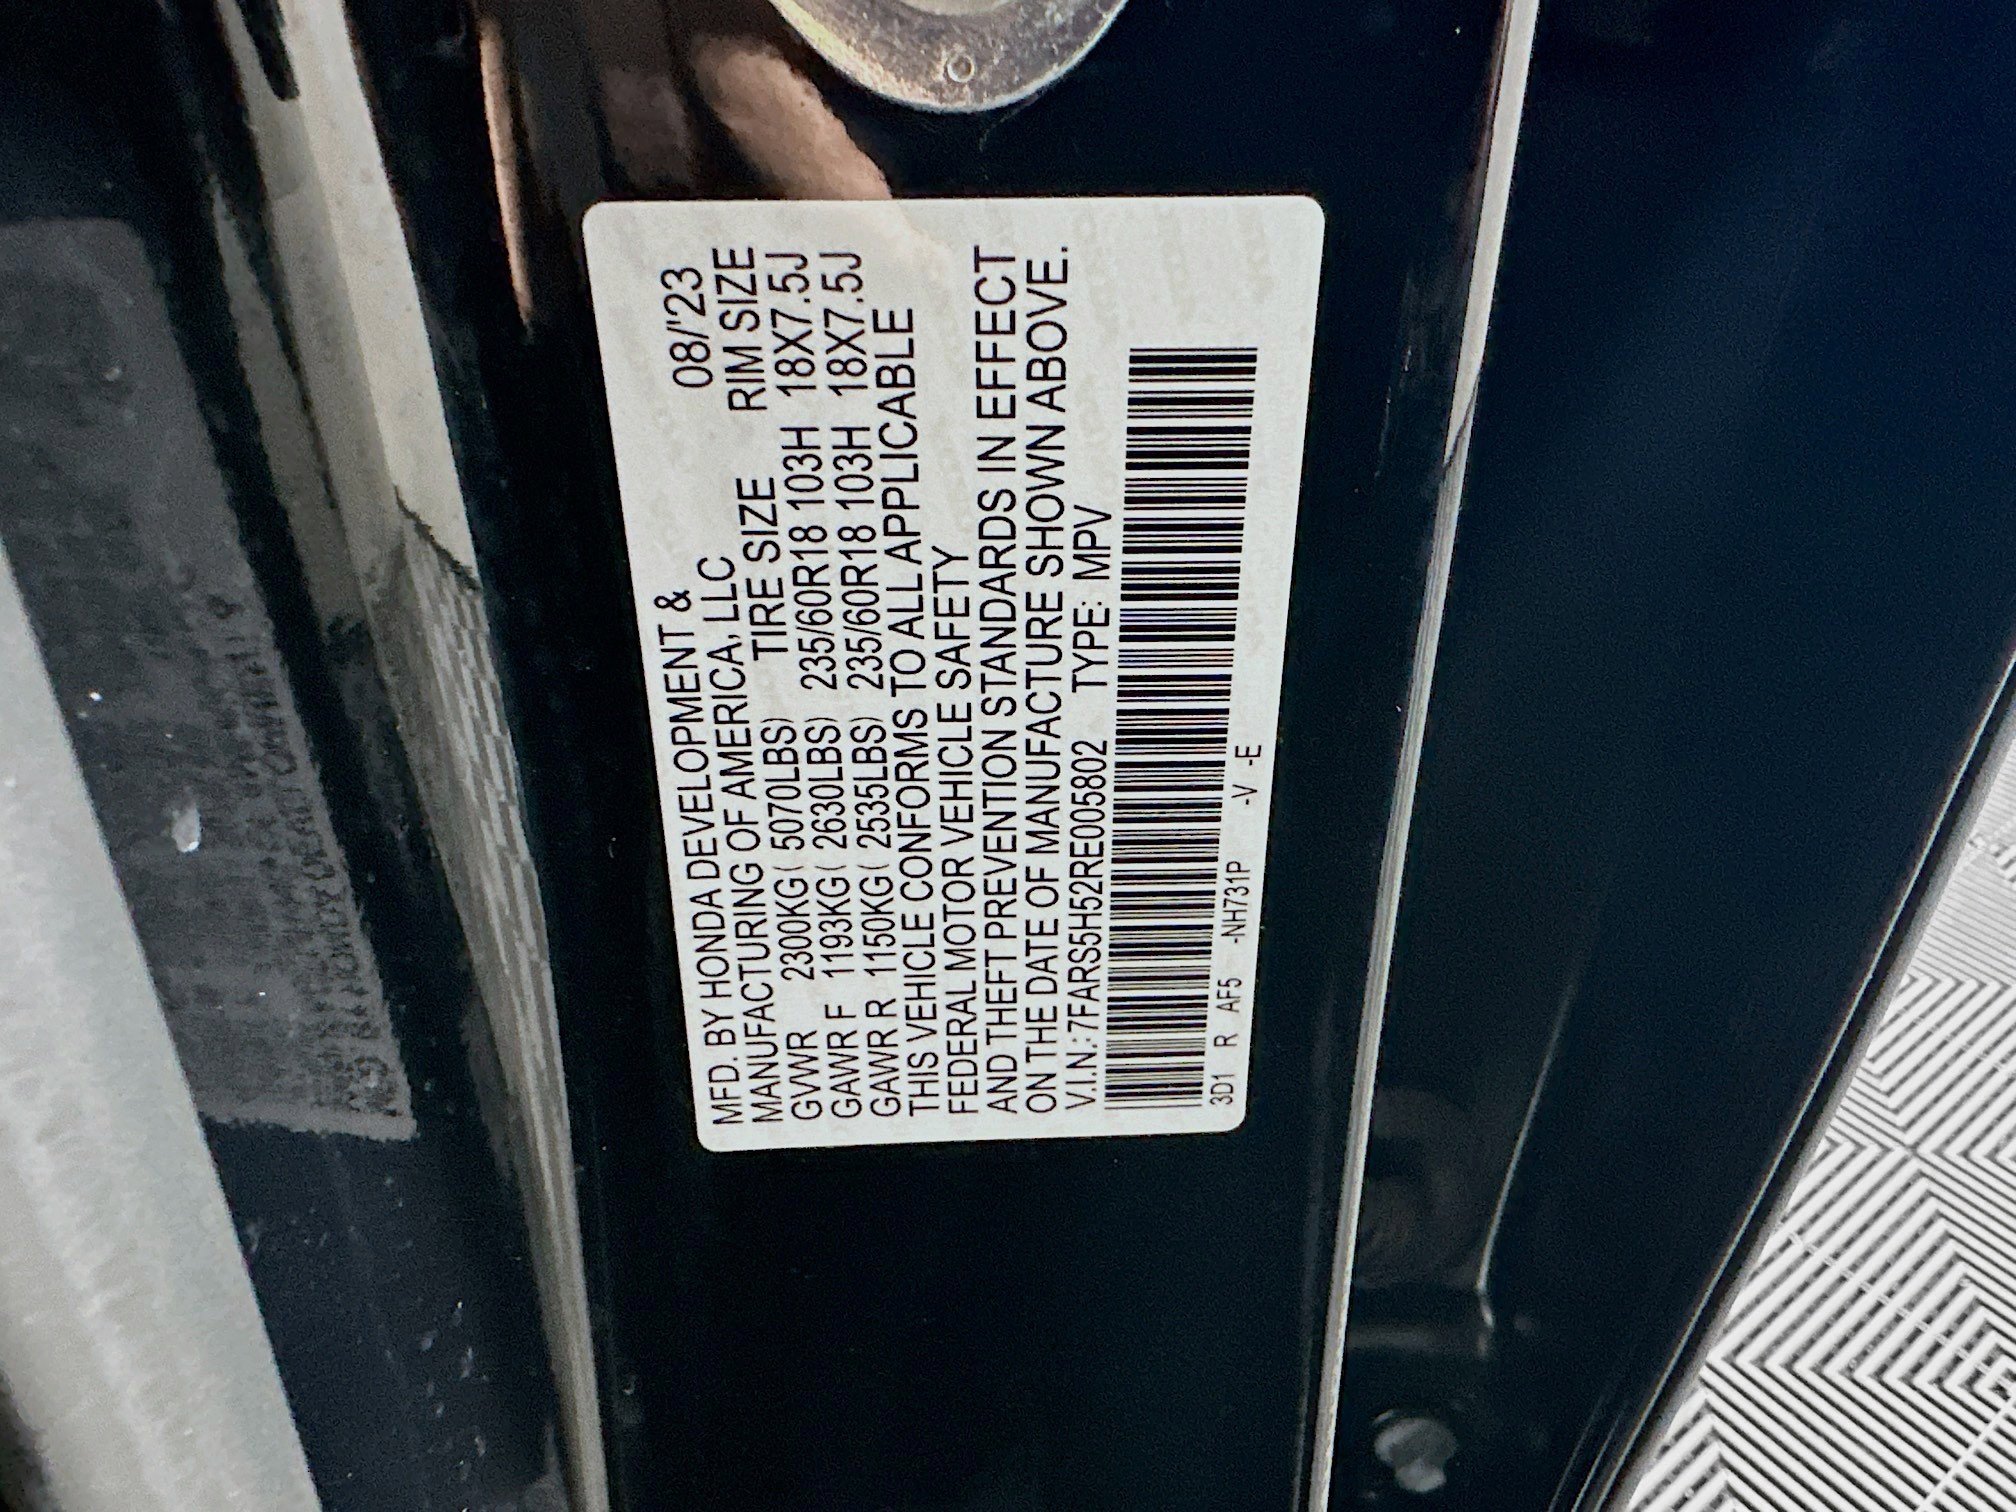 MFD. BY HONDA DEVELOPMENT & 08/'23
MANUFACTURING OF AMERICA, LLC
TIRE SIZE RIM SIZE
GVWR 2300KG( 5070LBS) 235/60R18 103H 18X7.5J
GAWR F 1193KG( 2630LBS) 235/60R18 103H 18X7.5J
GAWR R 1150KG( 2535LBS)
THIS VEHICLE CONFORMS TO ALL APPLICABLE
FEDERAL MOTOR VEHICLE SAFETY
AND THEFT PREVENTION STANDARDS IN EFFECT
ON THE DATE OF MANUFACTURE SHOWN ABOVE.
V.I.N.:7FARS5H52RE005802 TYPE: MPV
3D1 R AF5 -NH731P -V -E